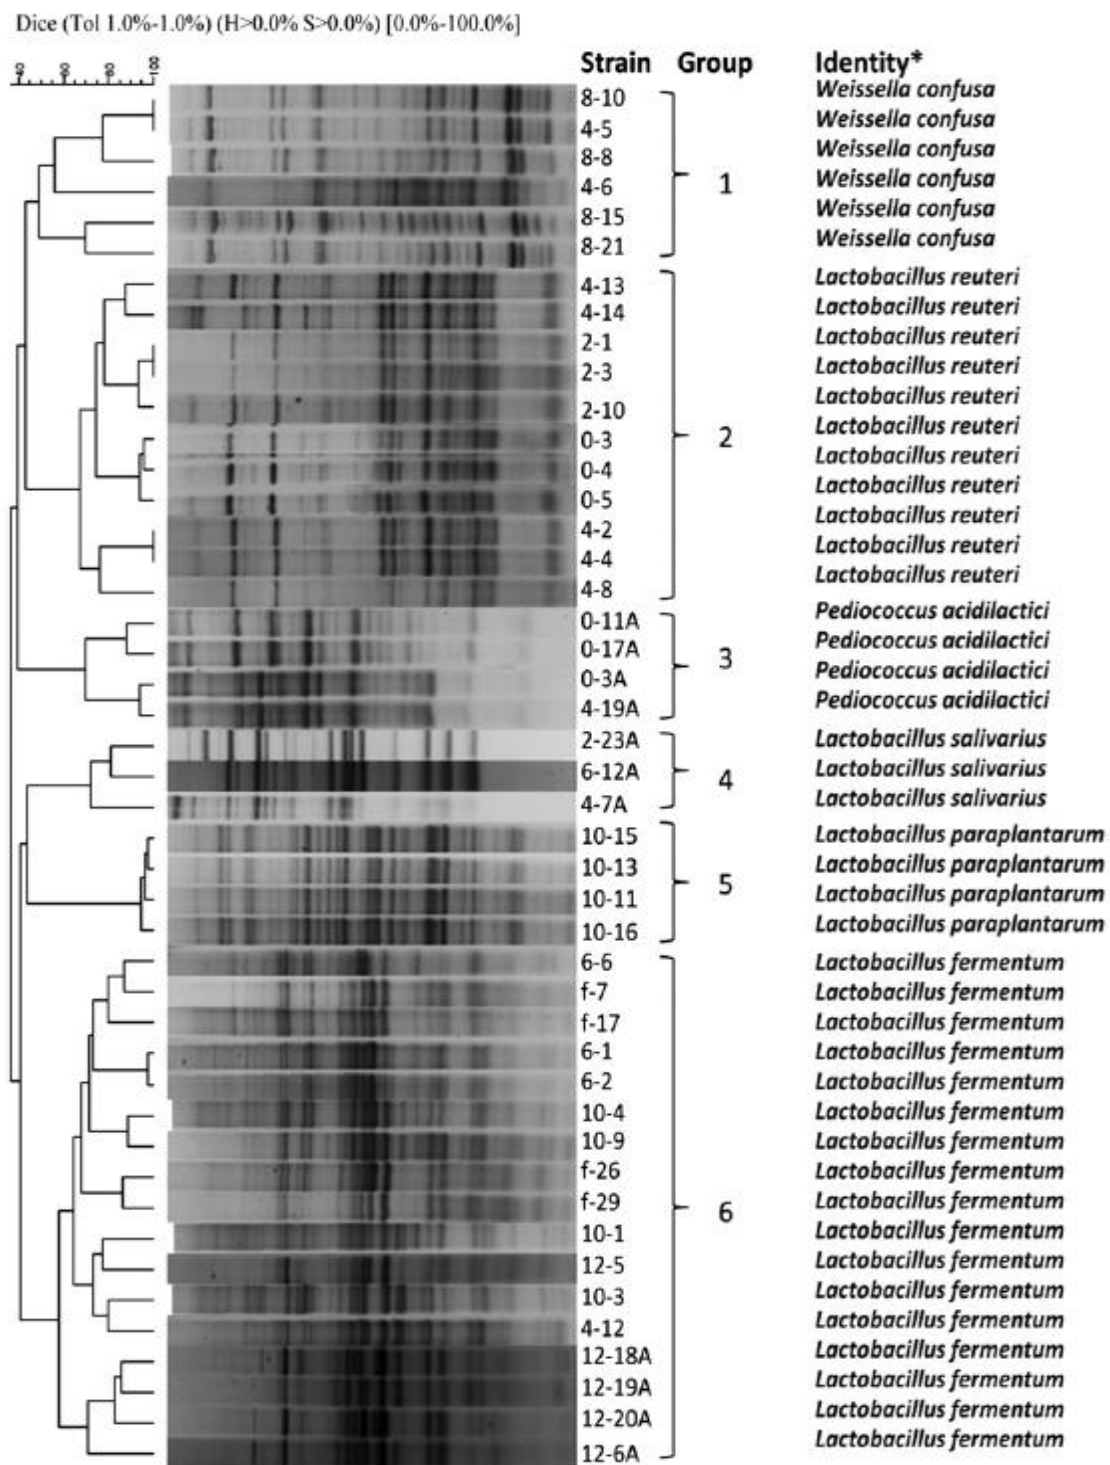 Dice (Tol 1.0%-1.0%) (H>0.0% S>0.0%) [0.0%-100.0%]
40 60 80 100
Strain Group Identity*
8-10 Weissella confusa
4-5 Weissella confusa
8-8 Weissella confusa
4-6 1 Weissella confusa
8-15 Weissella confusa
8-21 Weissella confusa
4-13 Lactobacillus reuteri
4-14 Lactobacillus reuteri
2-1 Lactobacillus reuteri
2-3 Lactobacillus reuteri
2-10 Lactobacillus reuteri
0-3 2 Lactobacillus reuteri
0-4 Lactobacillus reuteri
0-5 Lactobacillus reuteri
4-2 Lactobacillus reuteri
4-4 Lactobacillus reuteri
4-8 Lactobacillus reuteri
0-11A Pediococcus acidilactici
0-17A 3 Pediococcus acidilactici
0-3A Pediococcus acidilactici
4-19A Pediococcus acidilactici
2-23A Lactobacillus salivarius
6-12A 4 Lactobacillus salivarius
4-7A Lactobacillus salivarius
10-15 Lactobacillus paraplantarum
10-13 Lactobacillus paraplantarum
10-11 5 Lactobacillus paraplantarum
10-16 Lactobacillus paraplantarum
6-6 Lactobacillus fermentum
f-7 Lactobacillus fermentum
f-17 Lactobacillus fermentum
6-1 Lactobacillus fermentum
6-2 Lactobacillus fermentum
10-4 Lactobacillus fermentum
10-9 Lactobacillus fermentum
f-26 Lactobacillus fermentum
f-29 6 Lactobacillus fermentum
10-1 Lactobacillus fermentum
12-5 Lactobacillus fermentum
10-3 Lactobacillus fermentum
4-12 Lactobacillus fermentum
12-18A Lactobacillus fermentum
12-19A Lactobacillus fermentum
12-20A Lactobacillus fermentum
12-6A Lactobacillus fermentum